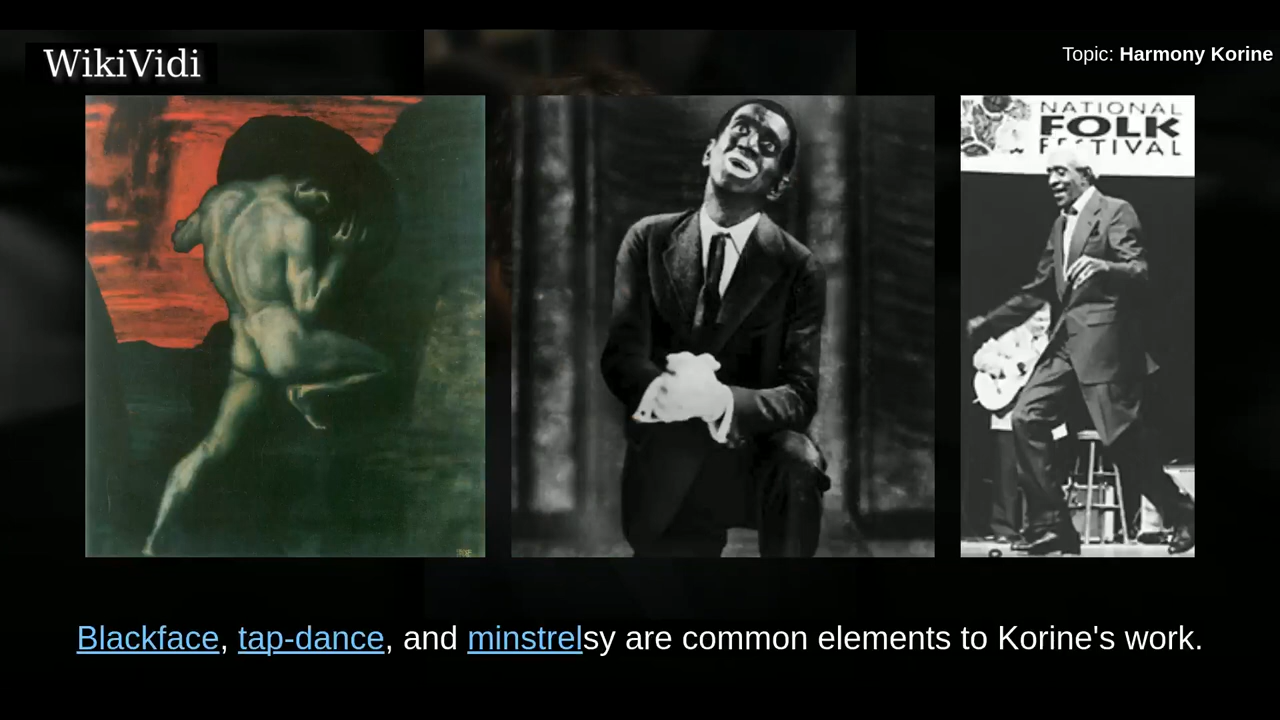 WikiVidi
Topic: Harmony Korine
NATIONAL
FOLK
FESTIVAL
Blackface, tap-dance, and minstrelsy are common elements to Korine's work.